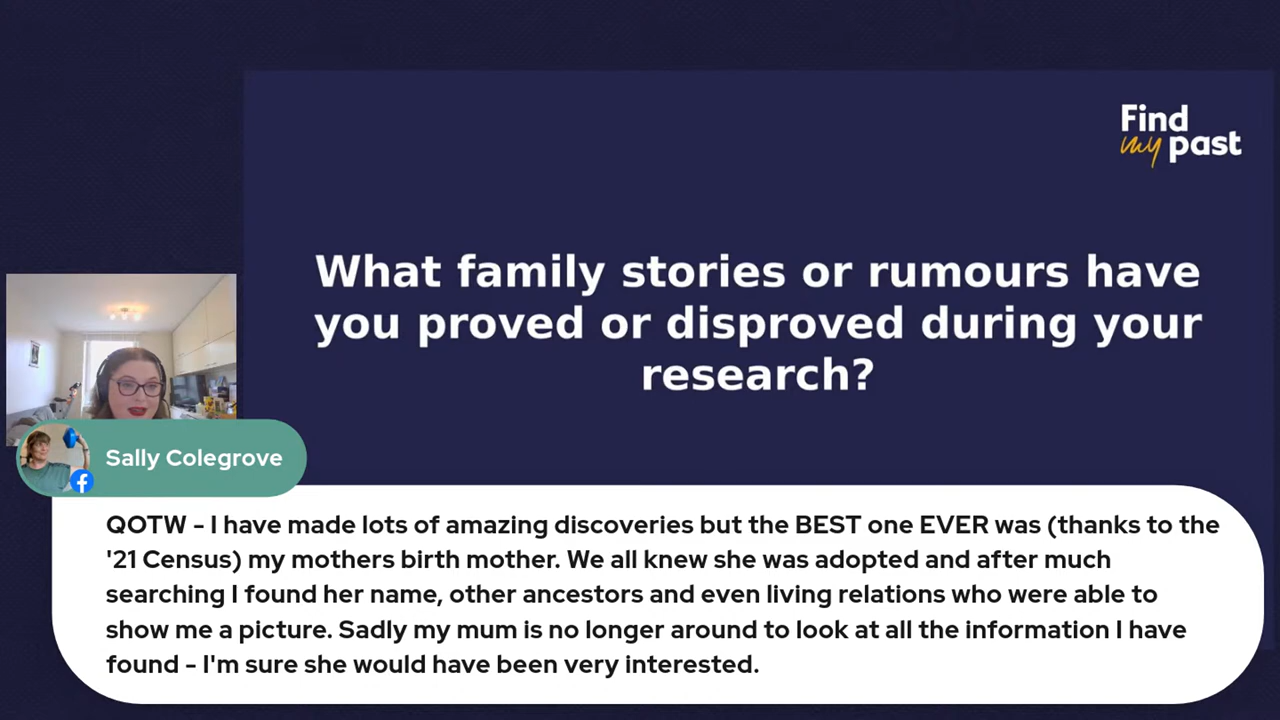 Find
my past
What family stories or rumours have
you proved or disproved during your
research?
Sally Colegrove
QOTW - I have made lots of amazing discoveries but the BEST one EVER was (thanks to the
'21 Census) my mothers birth mother. We all knew she was adopted and after much
searching I found her name, other ancestors and even living relations who were able to
show me a picture. Sadly my mum is no longer around to look at all the information I have
found - I'm sure she would have been very interested.